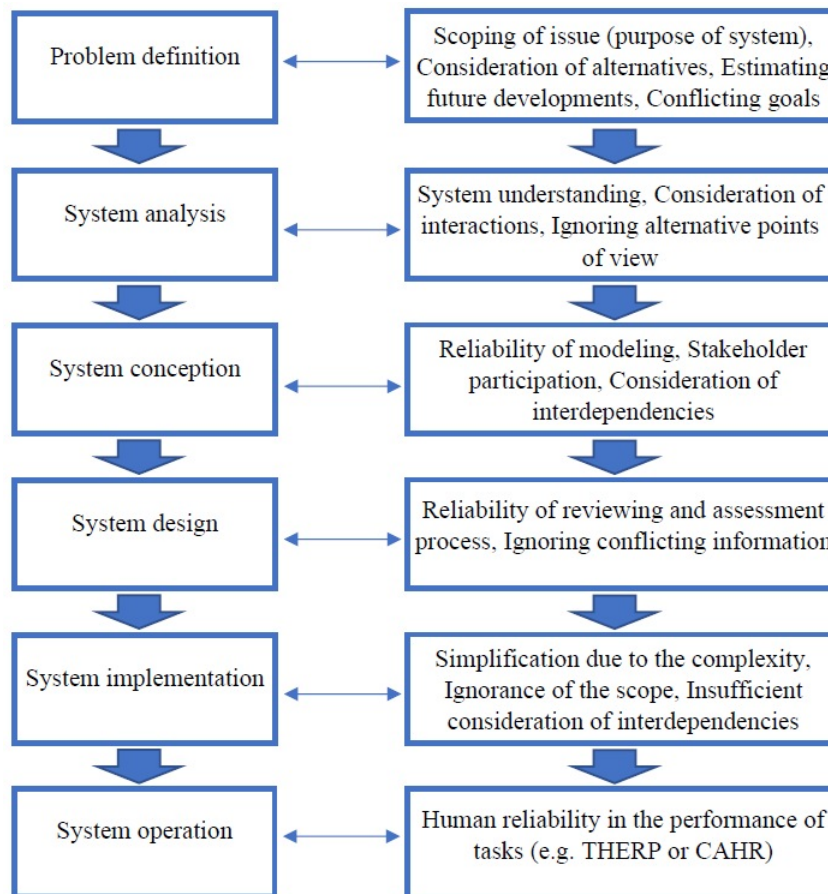 Problem definition
Scoping of issue (purpose of system),
Consideration of alternatives, Estimating
future developments, Conflicting goals
System analysis
System understanding, Consideration of
interactions, Ignoring alternative points
of view
System conception
Reliability of modeling, Stakeholder
participation, Consideration of
interdependencies
System design
Reliability of reviewing and assessment
process, Ignoring conflicting information
System implementation
Simplification due to the complexity,
Ignorance of the scope, Insufficient
consideration of interdependencies
System operation
Human reliability in the performance of
tasks (e.g. THERP or CAHR)